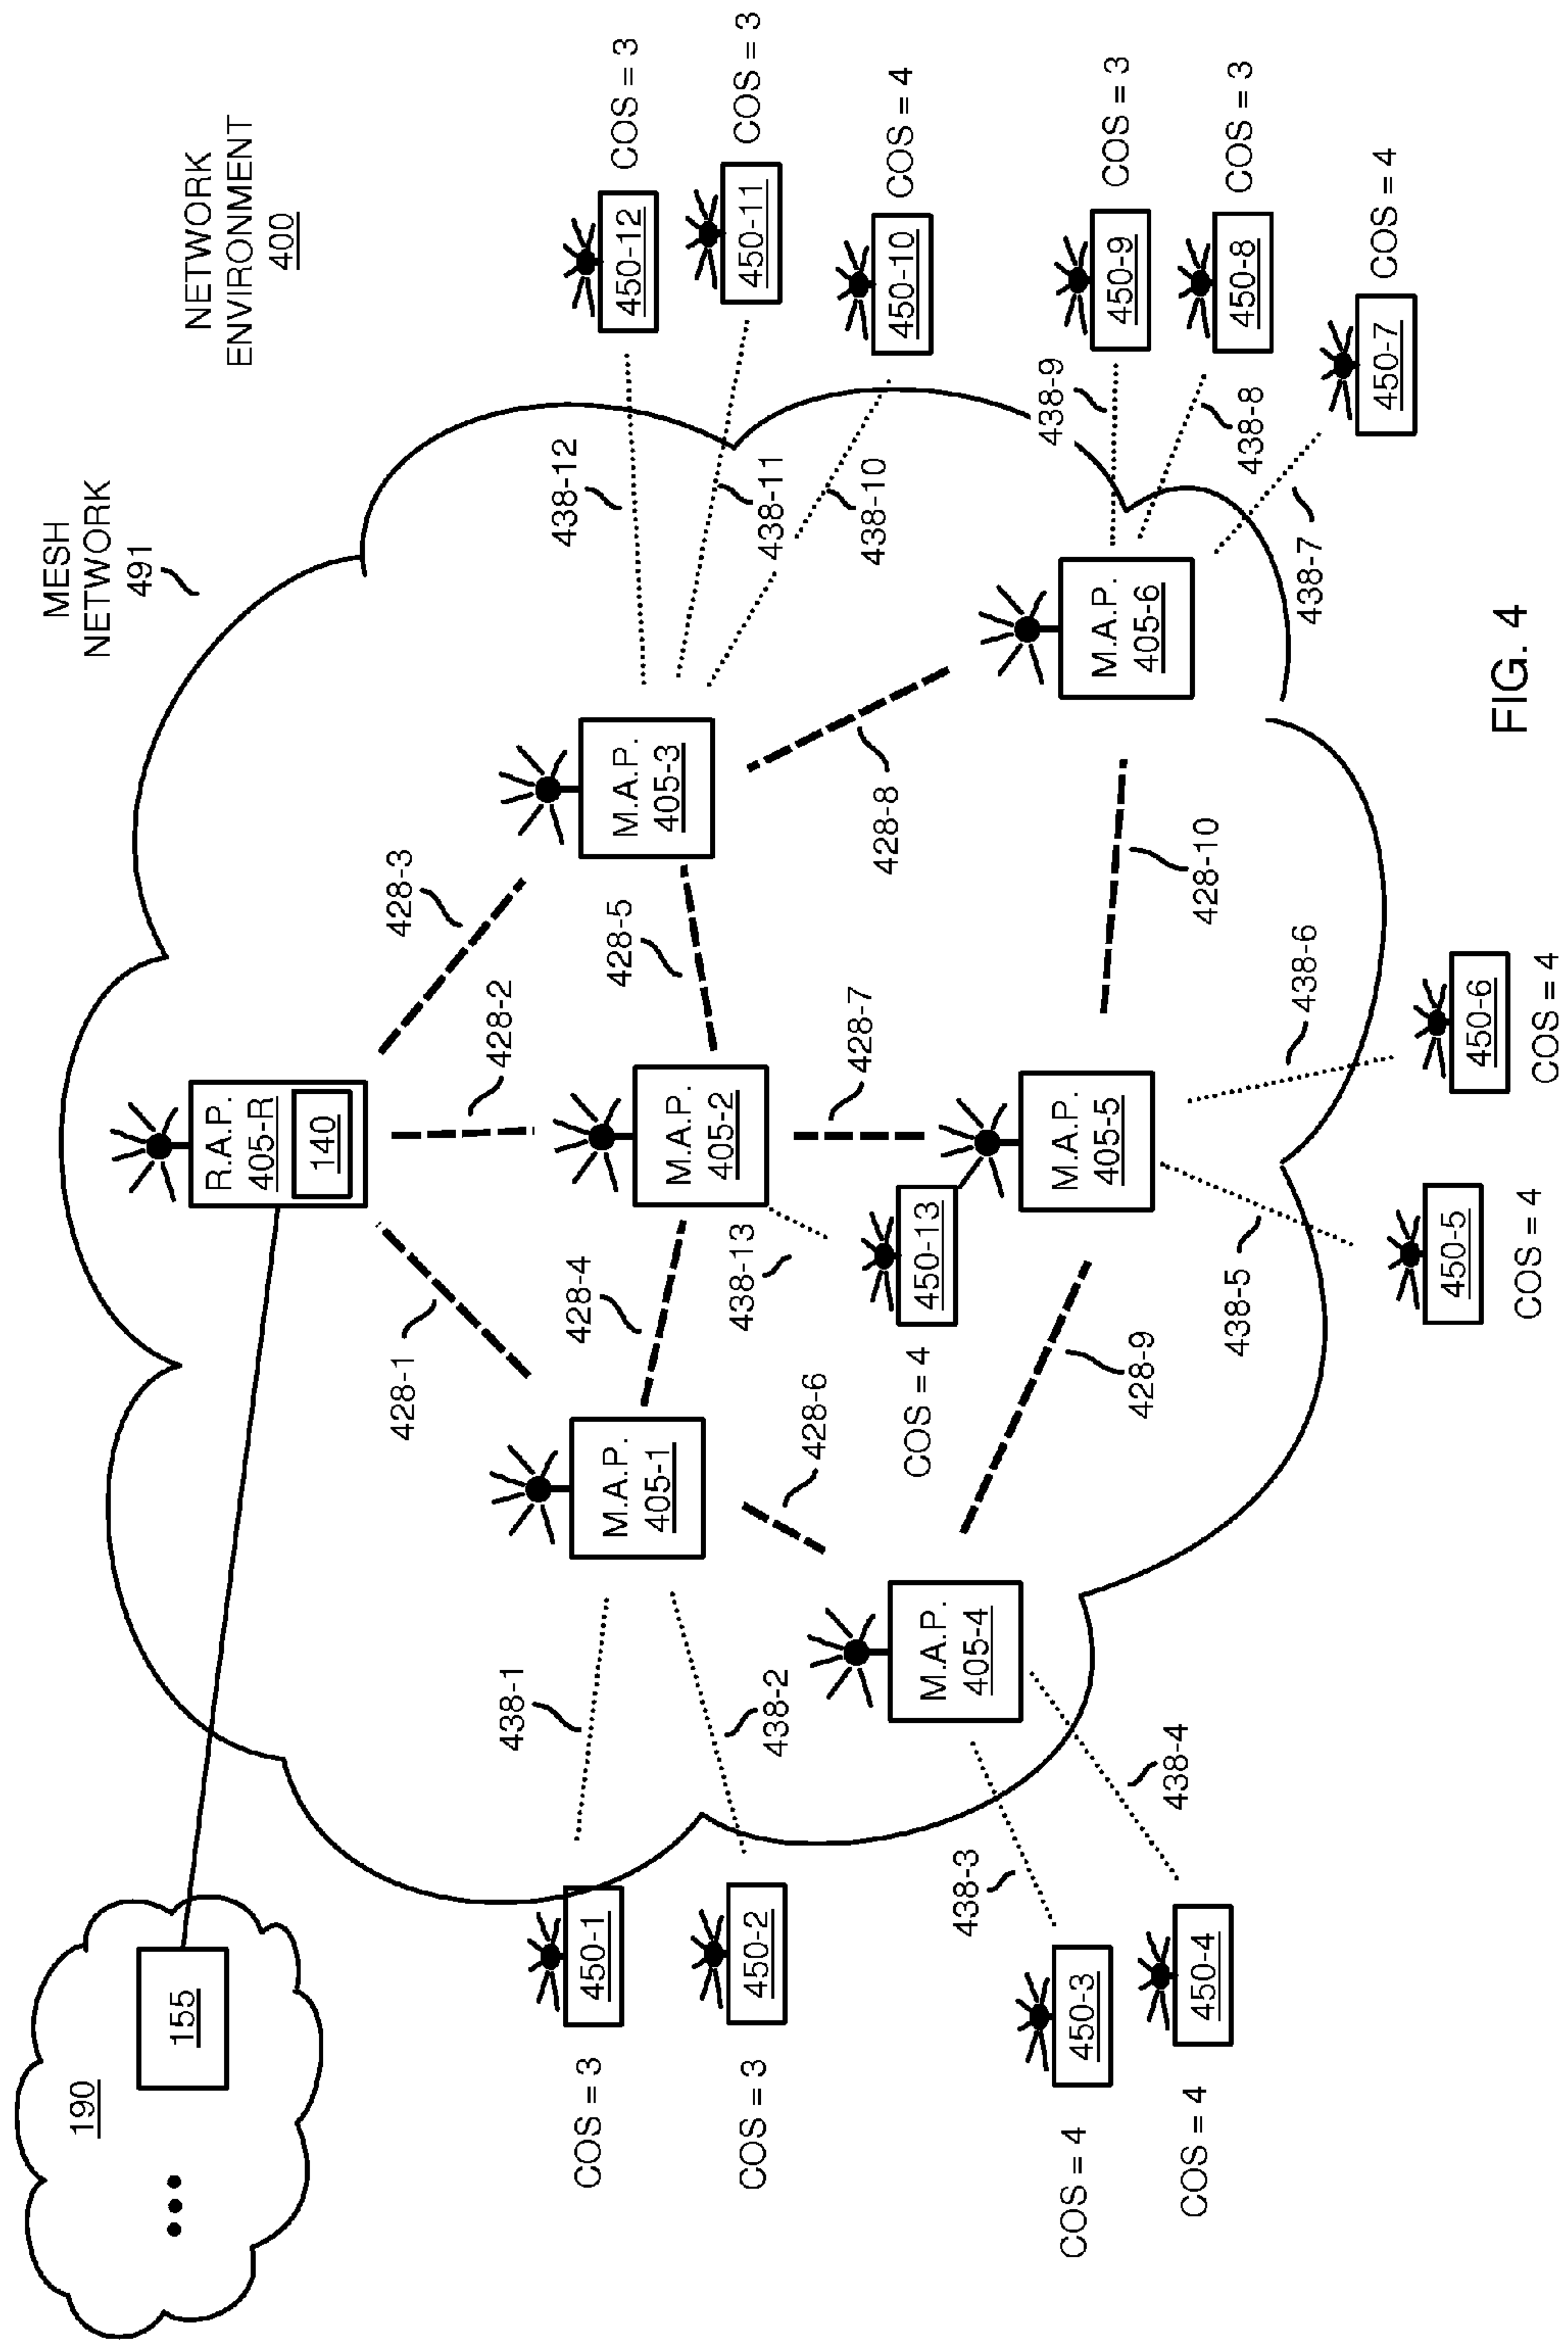 NETWORK
ENVIRONMENT
400
MESH
NETWORK
491
190
155
R.A.P.
405-R
140
428-1
428-2
428-3
M.A.P.
405-1
M.A.P.
405-2
M.A.P.
405-3
428-4
428-5
428-6
428-7
428-8
M.A.P.
405-4
M.A.P.
405-5
M.A.P.
405-6
428-9
428-10
438-1
438-2
438-3
438-4
438-5
438-6
438-7
438-8
438-9
438-10
438-11
438-12
438-13
450-1
COS = 3
450-2
COS = 3
450-3
COS = 4
450-4
COS = 4
450-5
COS = 4
450-6
COS = 4
450-7
COS = 4
450-8
COS = 3
450-9
COS = 3
450-10
COS = 4
450-11
COS = 3
450-12
COS = 3
450-13
COS = 4
FIG. 4